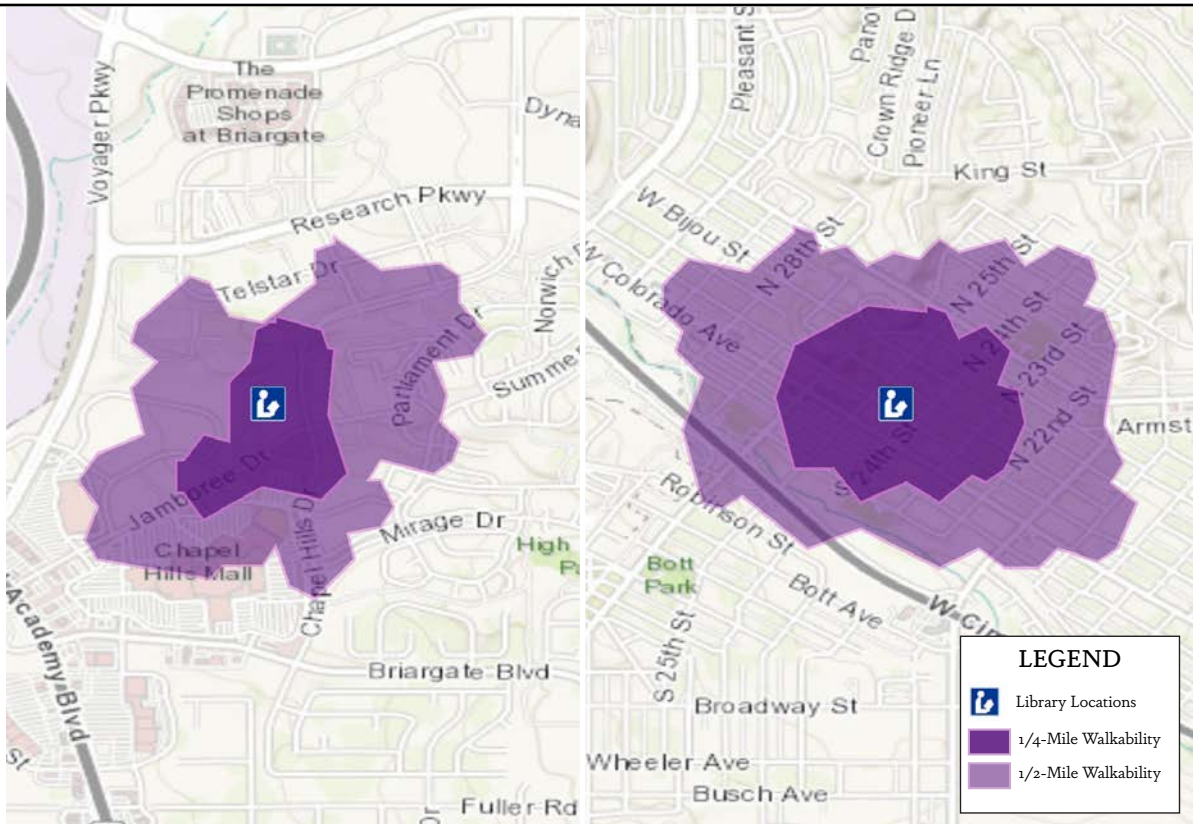 The
Promenade
Shops
at Briargate
Voyager Pkwy
Research Pkwy
Telstar Dr
Parliament Dr
Jamboree Dr
Chapel
Hills Mall
Chapel Hills Dr
Mirage Dr
High
Academy Blvd
Briargate Blvd
Fuller Rd
Dr
St
Pleasant St
Crown Ridge D
Pioneer Ln
King St
W Bijou St
W Colorado Ave
N 28th St
N 25th St
N 24th St
N 23rd St
N 22nd St
S 24th St
Robinson St
Bott
Park
Bott Ave
S 25th St
Broadway St
Wheeler Ave
Busch Ave
LEGEND
Library Locations
1/4-Mile Walkability
1/2-Mile Walkability